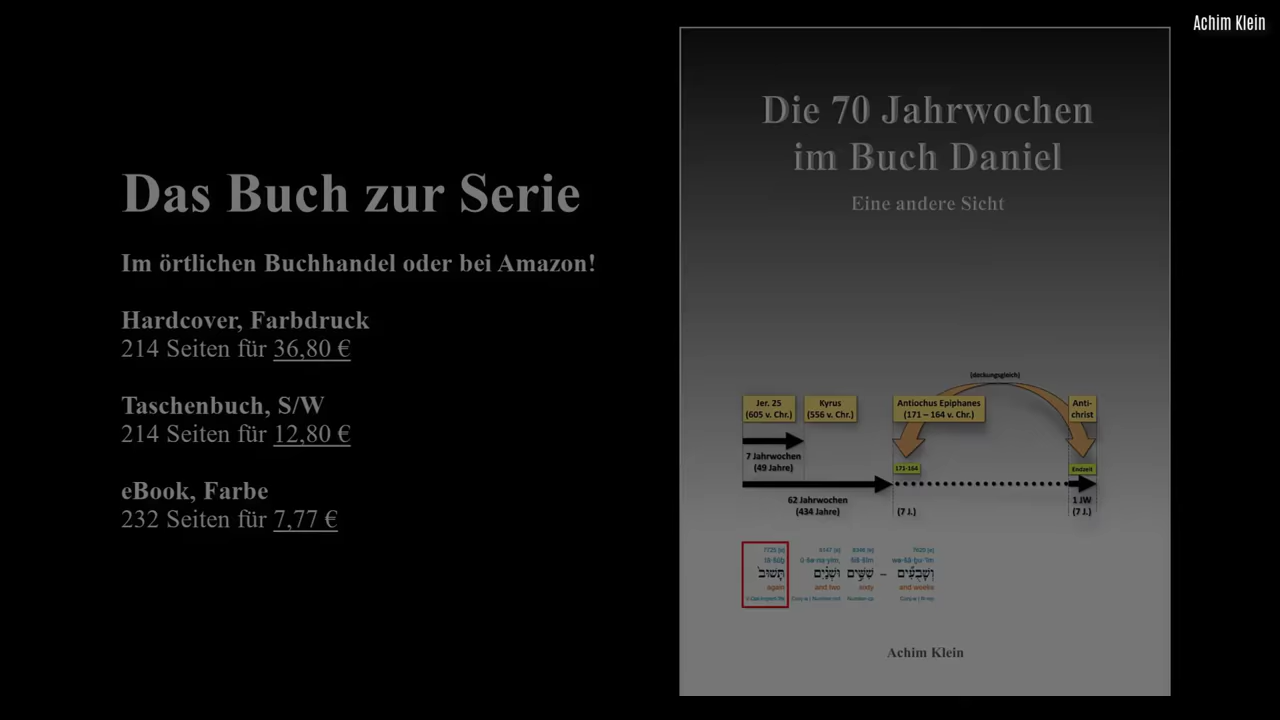 Achim Klein
Das Buch zur Serie
Im örtlichen Buchhandel oder bei Amazon!
Hardcover, Farbdruck
214 Seiten für 36,80 €
Taschenbuch, S/W
214 Seiten für 12,80 €
eBook, Farbe
232 Seiten für 7,77 €
Die 70 Jahrwochen
im Buch Daniel
Eine andere Sicht
(deckungsgleich)
Jer. 25
(605 v. Chr.)
Kyrus
(556 v. Chr.)
Antiochus Epiphanes
(171 – 164 v. Chr.)
Anti-
christ
7 Jahrwochen
(49 Jahre)
171-164
Endzeit
62 Jahrwochen
(434 Jahre)
(7 J.)
1 JW
(7 J.)
7725 [e]
תָּשׁוּב֙
וּשְׁנַ֗יִם
שִׁשִּׁ֣ים
–
again
and two
sixty
and weeks
Achim Klein